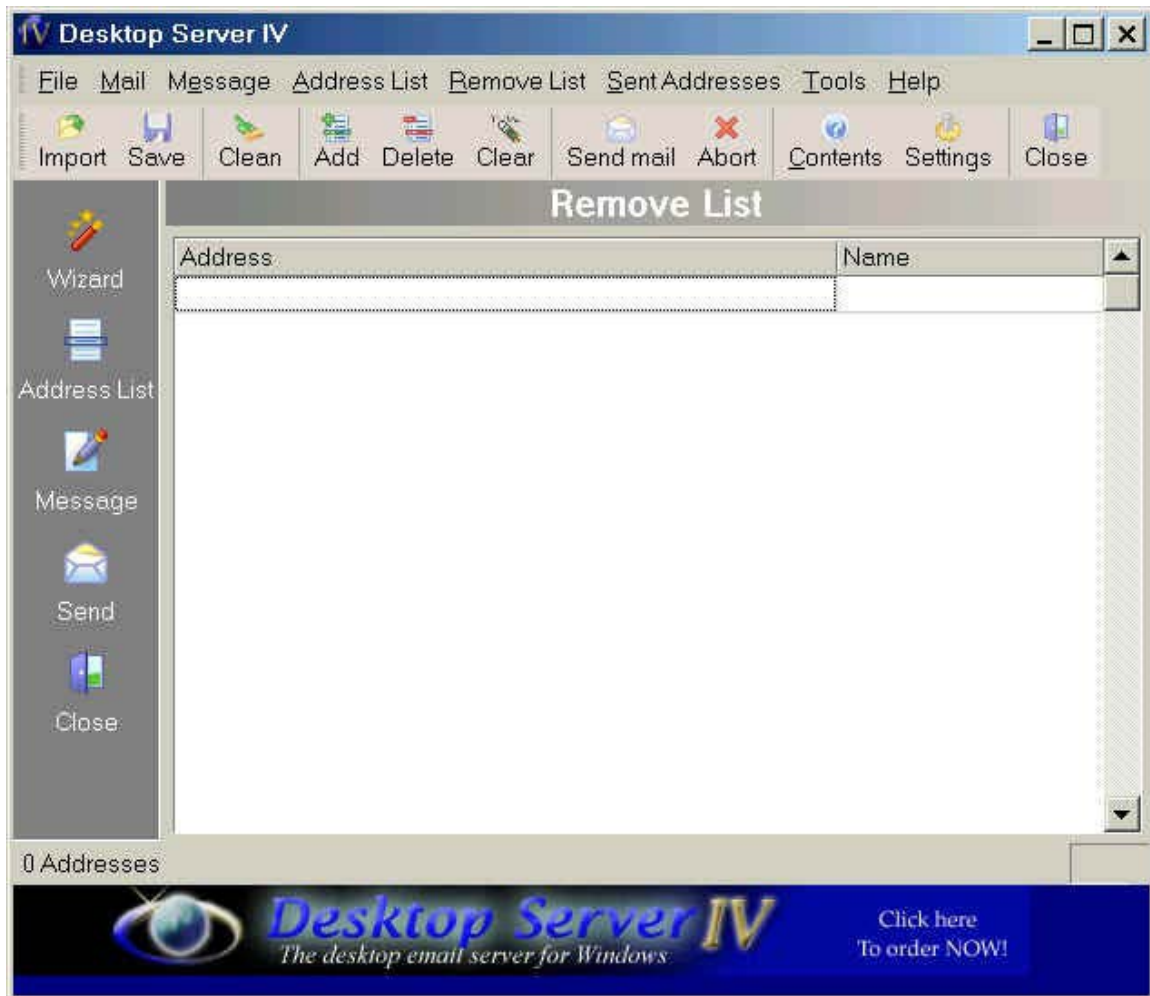 IV Desktop Server IV
File Mail Message Address List Remove List Sent Addresses Tools Help
Import Save Clean Add Delete Clear Send mail Abort Contents Settings Close
Remove List
Address Name
Wizard
Address List
Message
Send
Close
0 Addresses
Desktop Server IV
The desktop email server for Windows
Click here
To order NOW!